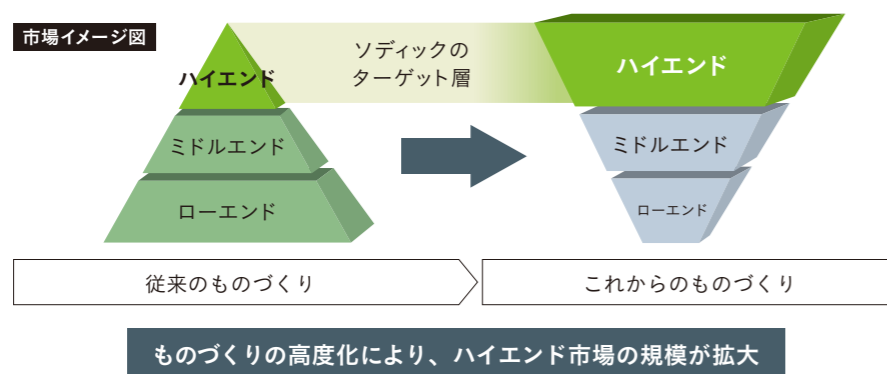 市場イメージ図
ソディックの
ターゲット層
ハイエンド
ミドルエンド
ローエンド
ハイエンド
ミドルエンド
ローエンド
従来のものづくり
これからのものづくり
ものづくりの高度化により、ハイエンド市場の規模が拡大